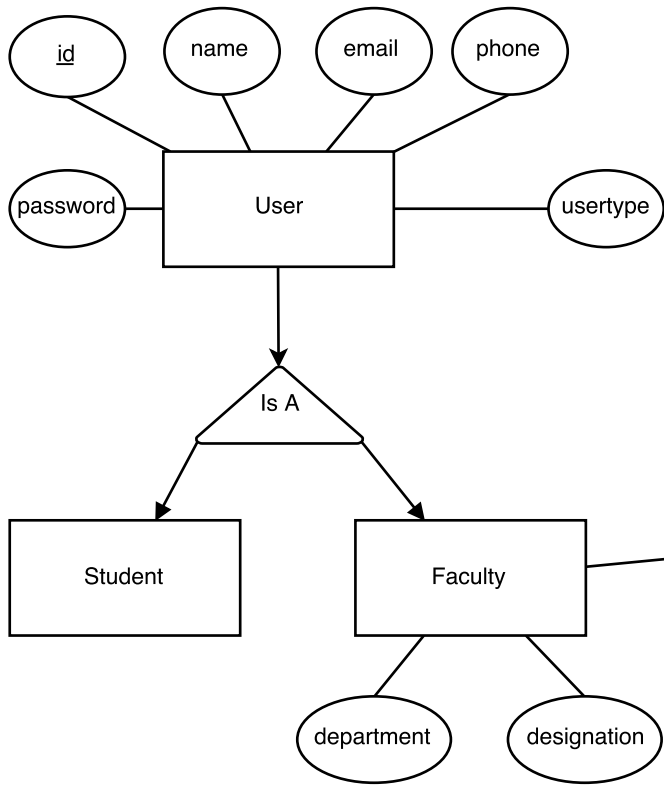 id
name
email
phone
password
User
usertype
Is A
Student
Faculty
department
designation